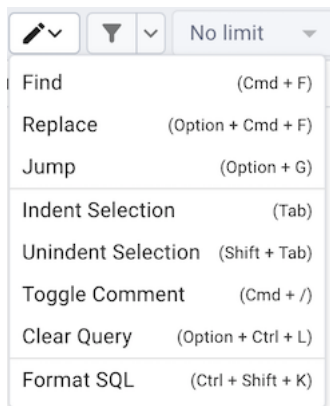 No limit
Find (Cmd + F)
Replace (Option + Cmd + F)
Jump (Option + G)
Indent Selection (Tab)
Unindent Selection (Shift + Tab)
Toggle Comment (Cmd + /)
Clear Query (Option + Ctrl + L)
Format SQL (Ctrl + Shift + K)